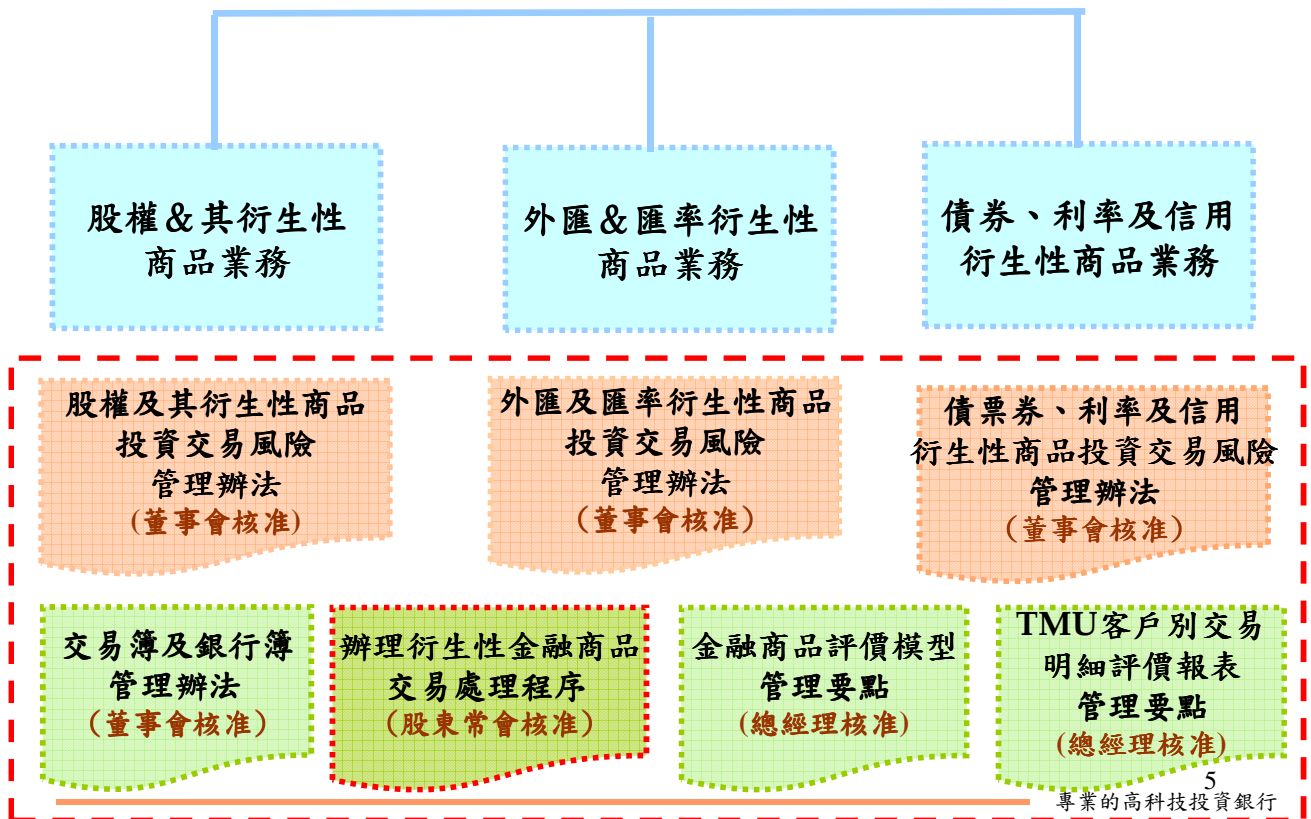 股權＆其衍生性
商品業務
外匯＆匯率衍生性
商品業務
債券、利率及信用
衍生性商品業務
股權及其衍生性商品
投資交易風險
管理辦法
(董事會核准)
外匯及匯率衍生性商品
投資交易風險
管理辦法
（董事會核准）
債票券、利率及信用
衍生性商品投資交易風險
管理辦法
（董事會核准）
交易簿及銀行簿
管理辦法
（董事會核准）
辦理衍生性金融商品
交易處理程序
（股東常會核准）
金融商品評價模型
管理要點
(總經理核准)
TMU客戶別交易
明細評價報表
管理要點
(總經理核准)
5
專業的高科技投資銀行